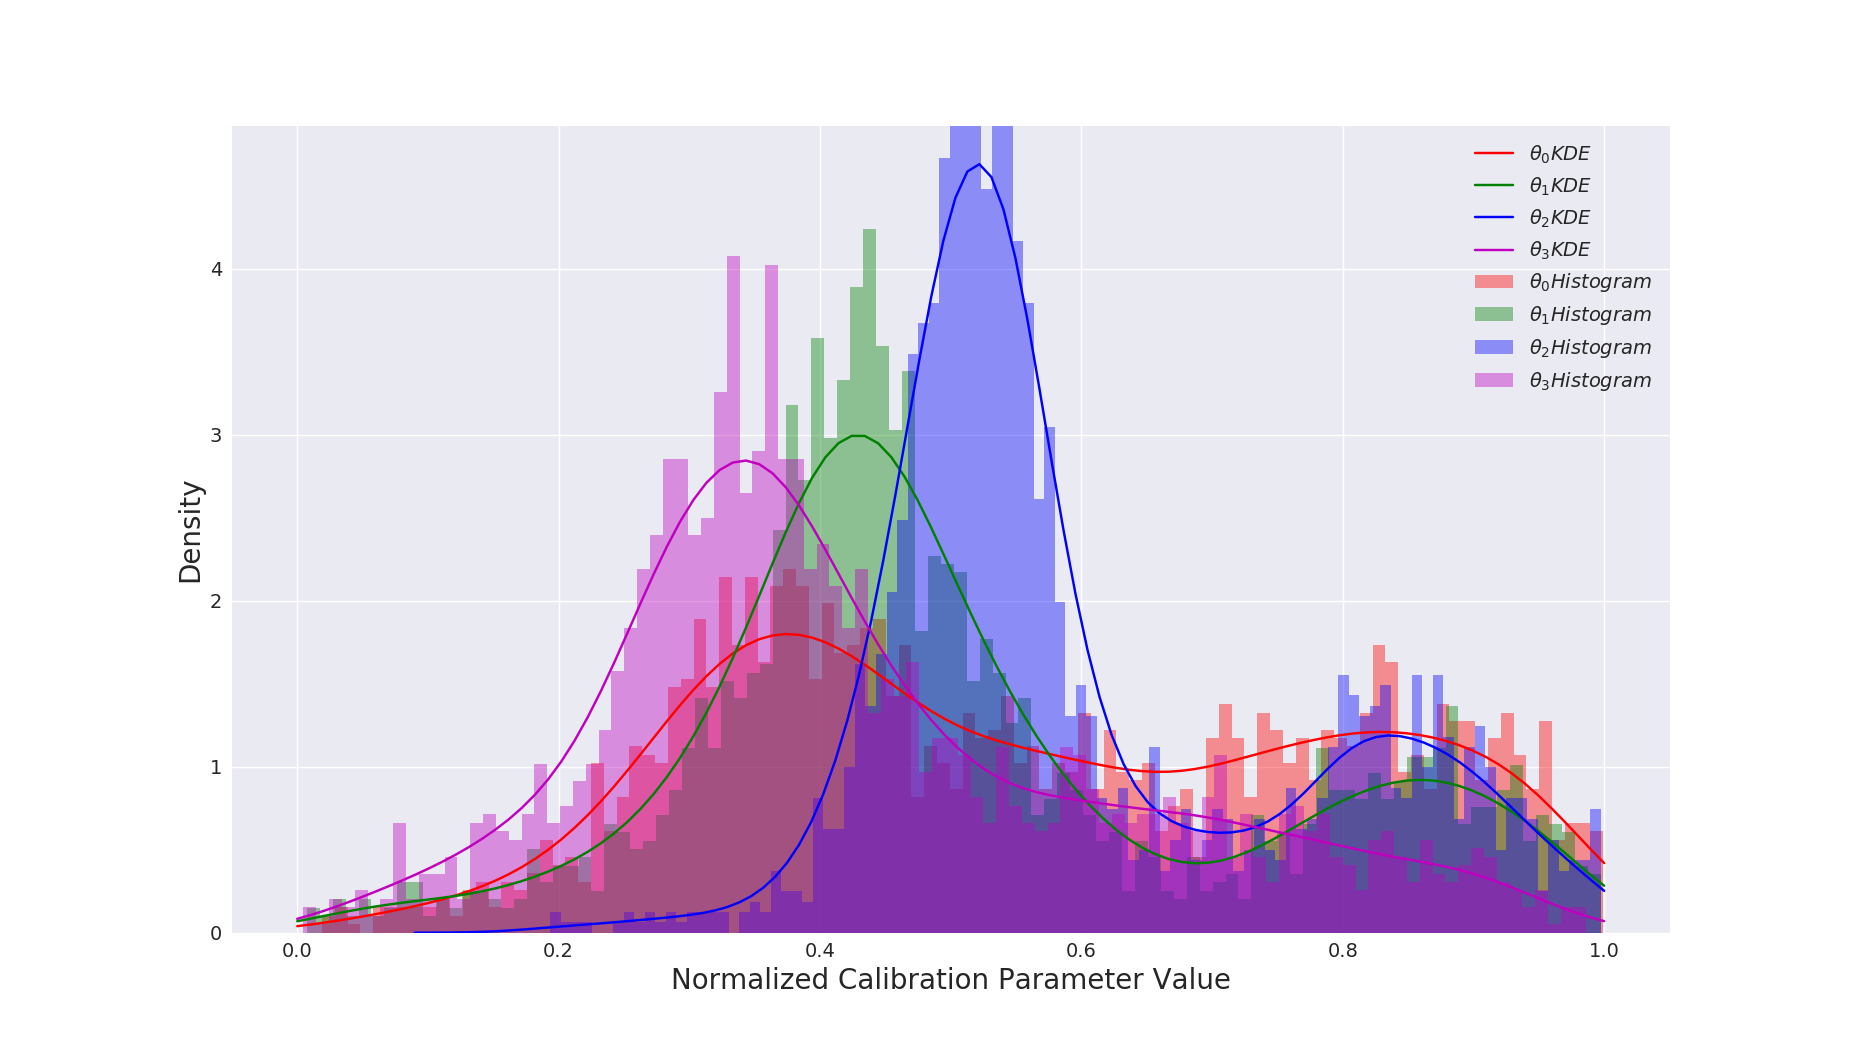 θ₀KDE
θ₁KDE
θ₂KDE
θ₃KDE
θ₀Histogram
θ₁Histogram
θ₂Histogram
θ₃Histogram
4
3
2
1
0
Density
0.0 0.2 0.4 0.6 0.8 1.0
Normalized Calibration Parameter Value